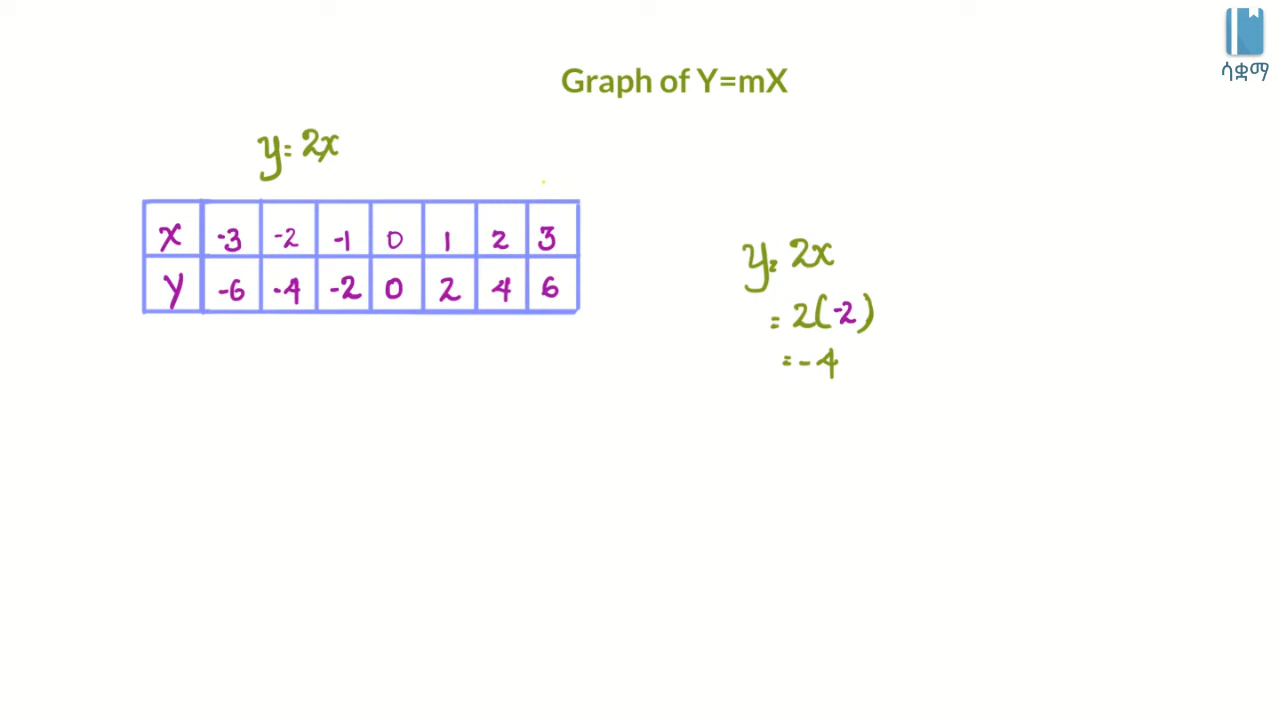 ሳቋማ
Graph of Y=mX
y = 2x
x -3 -2 -1 0 1 2 3
Y -6 -4 -2 0 2 4 6
y = 2x
= 2(-2)
= -4